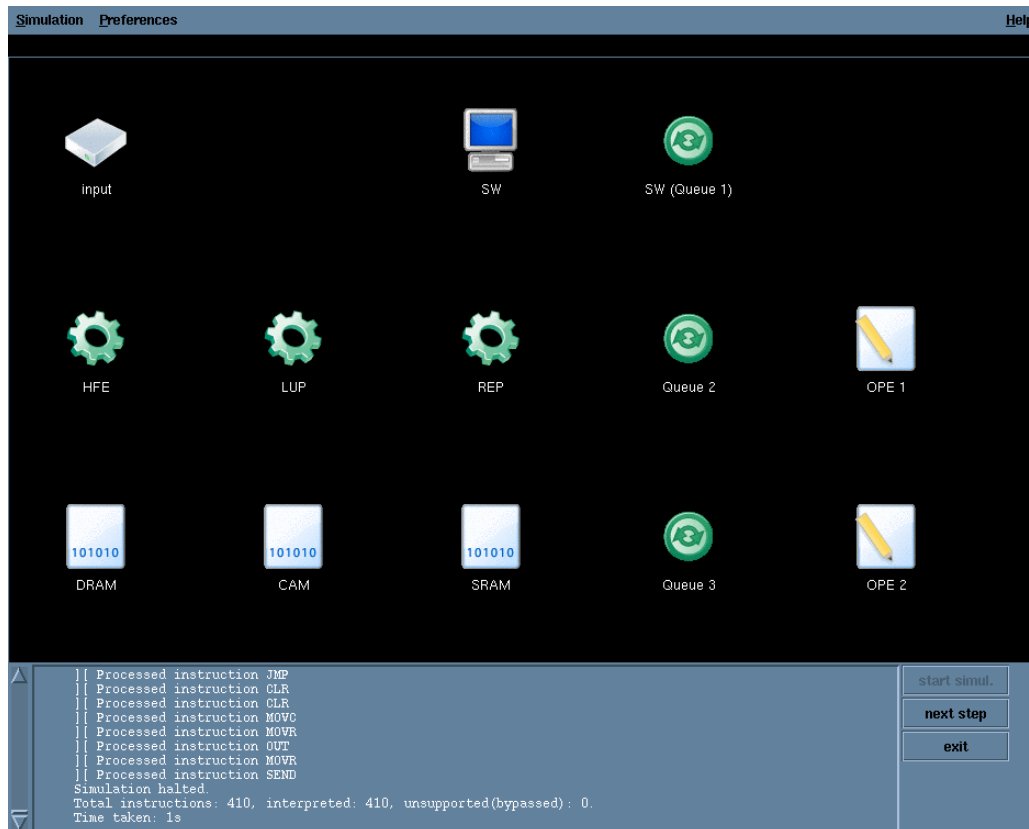 Simulation Preferences Help
input SW SW (Queue 1)
HFE LUP REP Queue 2 OPE 1
101010 101010 101010
DRAM CAM SRAM Queue 3 OPE 2
][ Processed instruction JMP
][ Processed instruction CLR
][ Processed instruction CLR
][ Processed instruction MOVC
][ Processed instruction MOVR
][ Processed instruction OUT
][ Processed instruction MOVR
][ Processed instruction SEND
Simulation halted.
Total instructions: 410, interpreted: 410, unsupported(bypassed): 0.
Time taken: 1s
start simul.
next step
exit